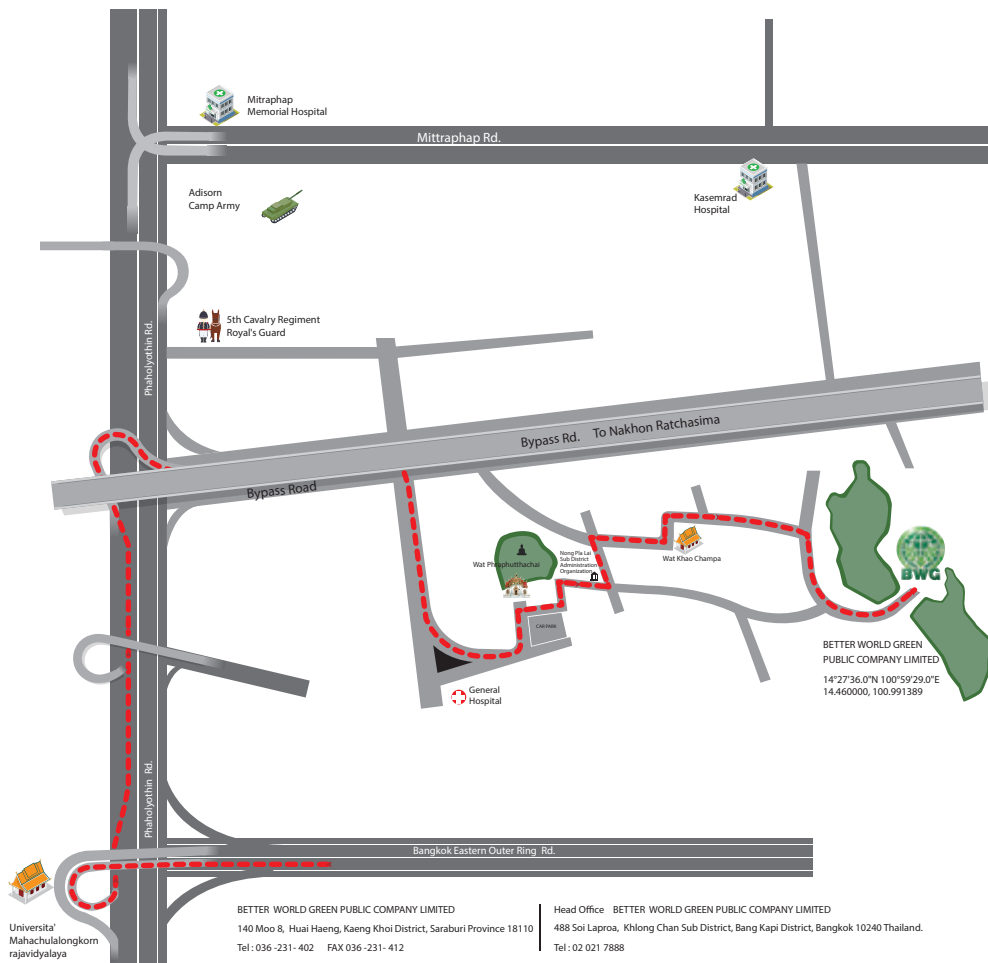 Mitraphap
Memorial Hospital
Mittraphap Rd.
Adisorn
Camp Army
Kasemrad
Hospital
5th Cavalry Regiment
Royal's Guard
Phaholyothin Rd.
Bypass Rd. To Nakhon Ratchasima
Bypass Road
Wat Phraphutthachai
Nong Pla Lai
Sub District
Administration
Organization
Wat Khao Champa
BWG
CAR PARK
BETTER WORLD GREEN
PUBLIC COMPANY LIMITED
14°27'36.0"N 100°59'29.0"E
14.460000, 100.991389
General
Hospital
Phaholyothin Rd.
Bangkok Eastern Outer Ring Rd.
Universita'
Mahachulalongkorn
rajavidyalaya
BETTER WORLD GREEN PUBLIC COMPANY LIMITED
140 Moo 8, Huai Haeng, Kaeng Khoi District, Saraburi Province 18110
Tel : 036 -231- 402 FAX 036 -231- 412
Head Office BETTER WORLD GREEN PUBLIC COMPANY LIMITED
488 Soi Laproa, Khlong Chan Sub District, Bang Kapi District, Bangkok 10240 Thailand.
Tel : 02 021 7888